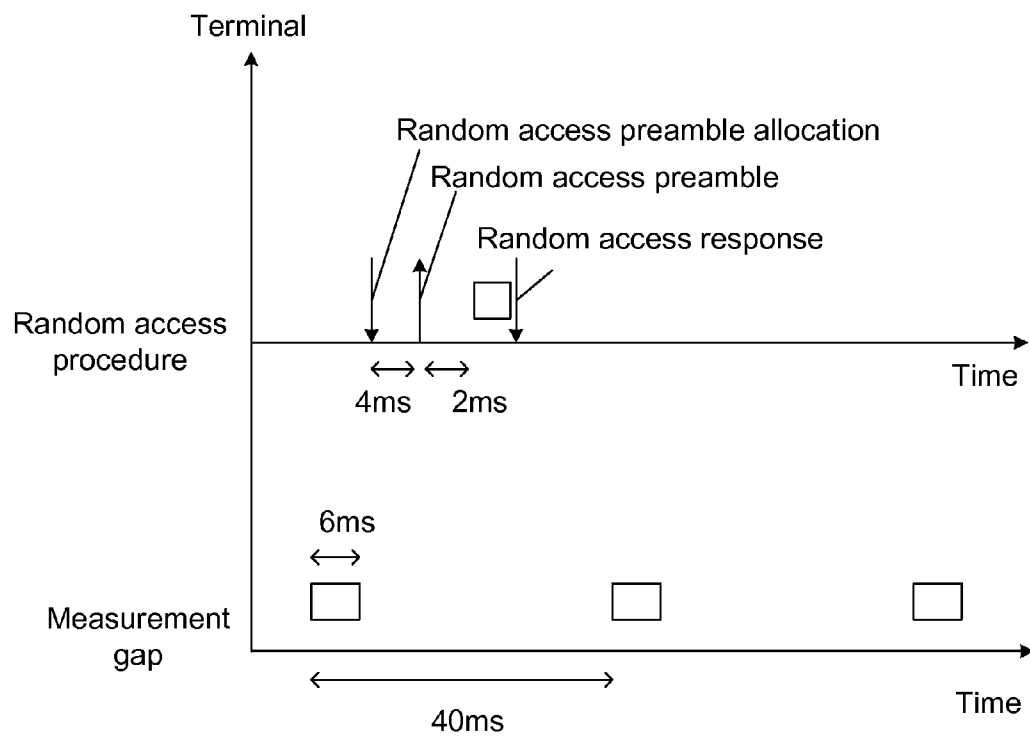 Terminal
Random access preamble allocation
Random access preamble
Random access response
Random access
procedure
Time
4ms
2ms
6ms
Measurement
gap
Time
40ms